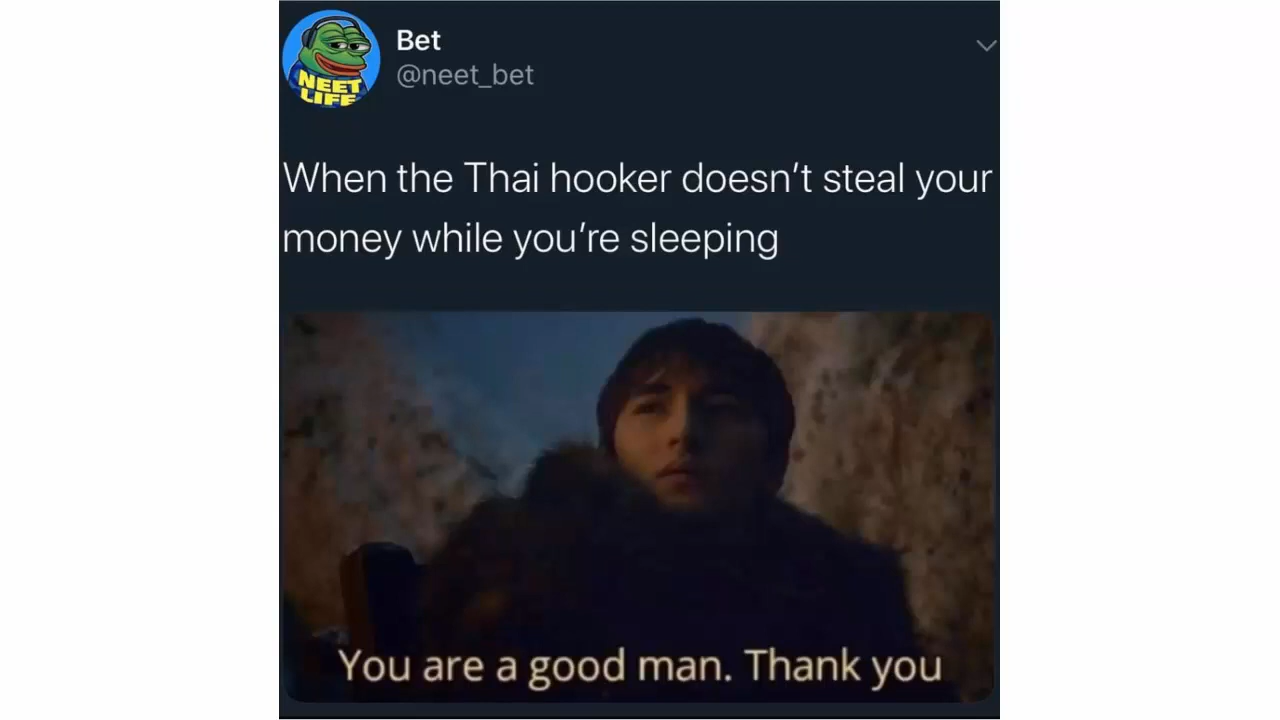 Bet
@neet_bet
NEET
LIFE
When the Thai hooker doesn’t steal your
money while you’re sleeping
You are a good man. Thank you